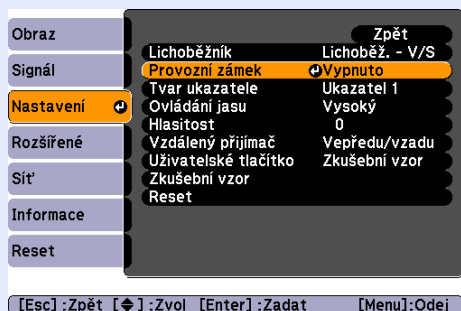 Obraz
Signál
Nastavení
Rozšířené
Síť
Informace
Reset
Zpět
Lichoběžník Lichoběž. - V/S
Provozní zámek Vypnuto
Tvar ukazatele Ukazatel 1
Ovládání jasu Vysoký
Hlasitost 0
Vzdálený přijímač Vepředu/vzadu
Uživatelské tlačítko Zkušební vzor
Zkušební vzor
Reset
[Esc] :Zpět [◆] :Zvol [Enter] :Zadat [Menu]:Odej